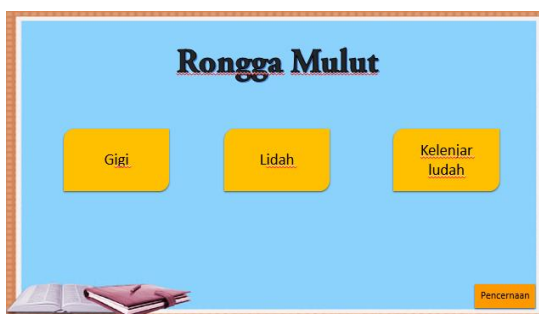 Rongga Mulut
Gigi
Lidah
Kelenjar
ludah
Pencernaan